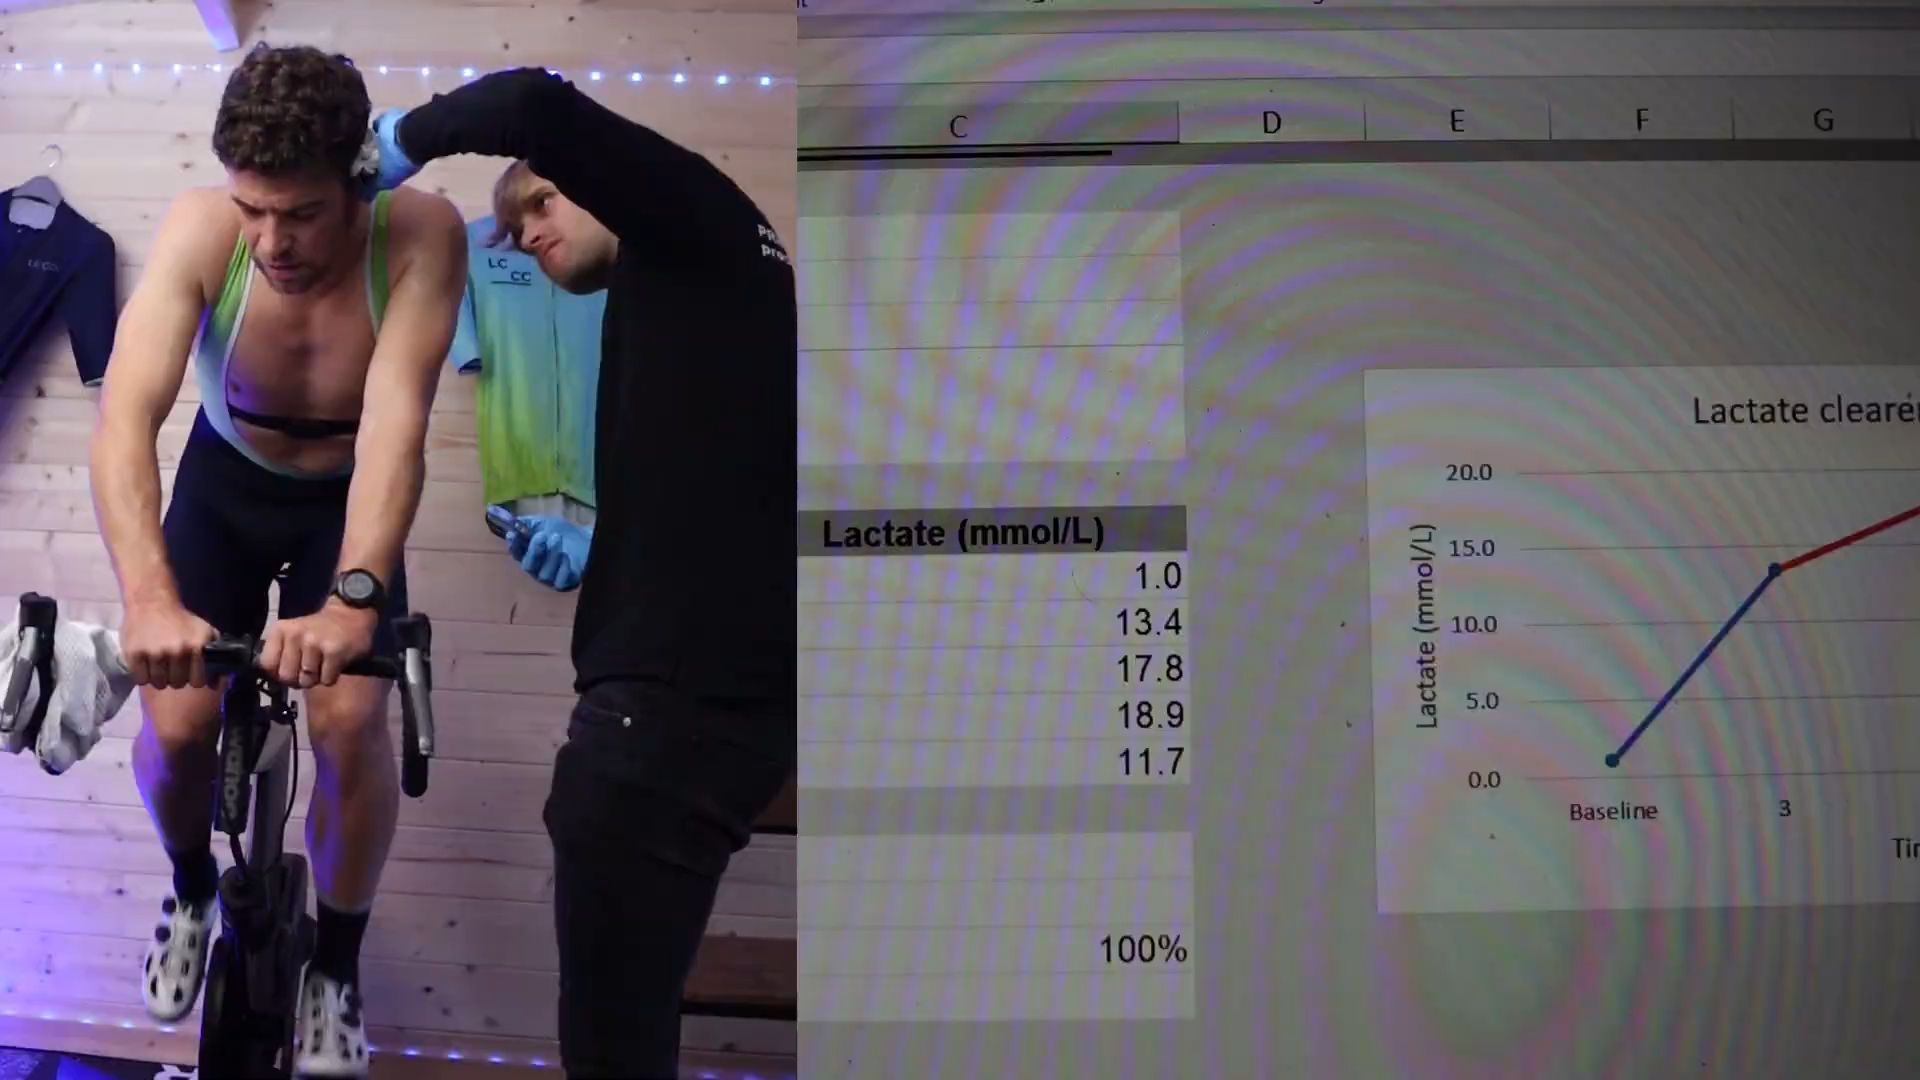 LC
CC
C D E F G
Lactate (mmol/L)
1.0
13.4
17.8
18.9
11.7
100%
Lactate
20.0
15.0
10.0
5.0
0.0
Lactate (mmol/L)
Baseline 3